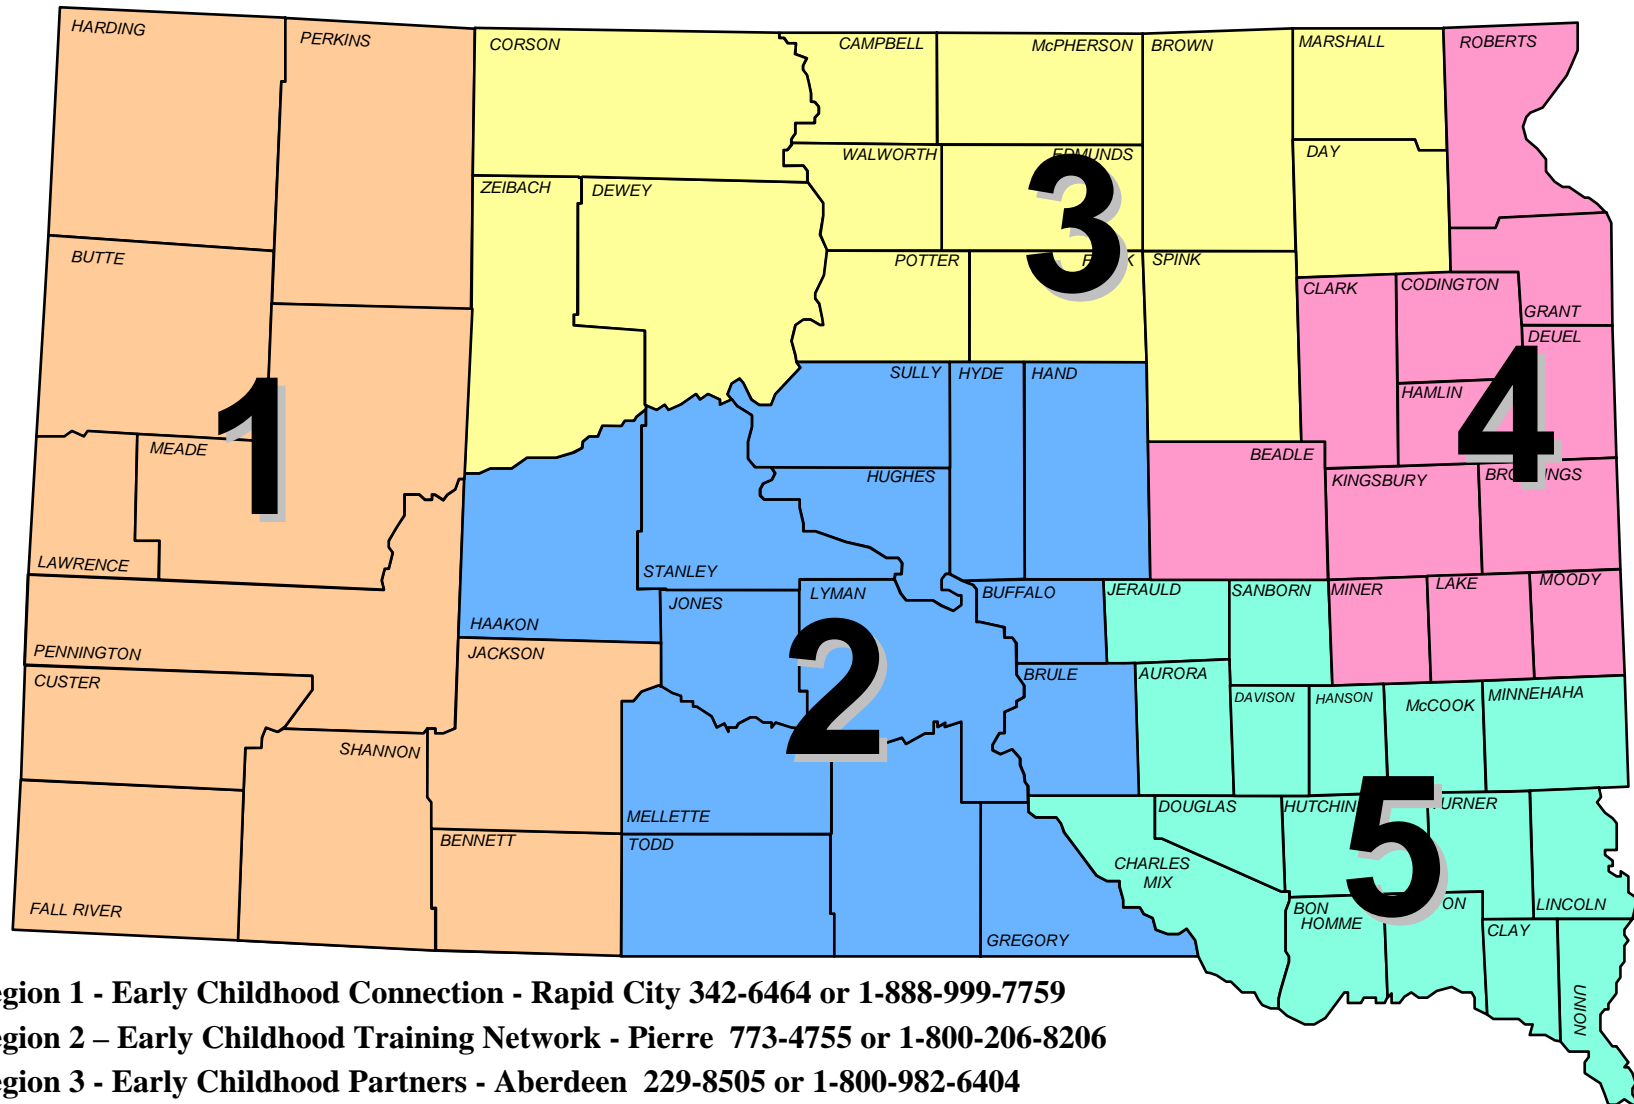 HARDING
PERKINS
CORSON
CAMPBELL
McPHERSON
BROWN
MARSHALL
ROBERTS
WALWORTH
EDMUNDS
DAY
ZEIBACH
DEWEY
3
BUTTE
POTTER
SPINK
CLARK
CODINGTON
GRANT
DEUEL
SULLY
HYDE
HAND
HAMLIN
4
1
MEADE
BEADLE
HUGHES
KINGSBURY
LAWRENCE
STANLEY
LYMAN
BUFFALO
JERAULD
SANBORN
MINER
LAKE
MOODY
JONES
HAAKON
PENNINGTON
JACKSON
2
CUSTER
BRULE
AURORA
DAVISON
HANSON
McCOOK
MINNEHAHA
SHANNON
MELLETTE
DOUGLAS
5
BENNETT
TODD
CHARLES
MIX
FALL RIVER
GREGORY
BON
HOMME
LINCOLN
CLAY
UNION
egion 1 - Early Childhood Connection - Rapid City 342-6464 or 1-888-999-7759
egion 2 – Early Childhood Training Network - Pierre 773-4755 or 1-800-206-8206
egion 3 - Early Childhood Partners - Aberdeen 229-8505 or 1-800-982-6404